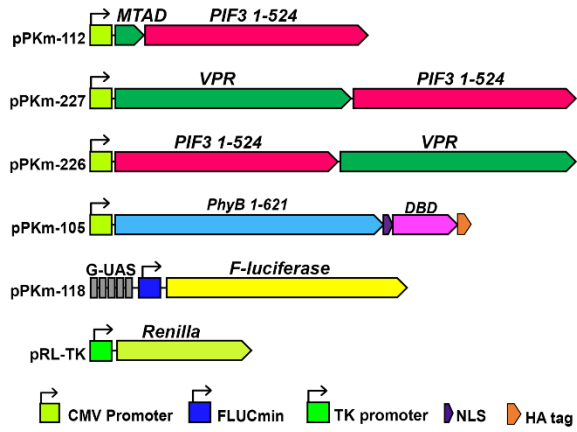 MTAD PIF3 1-524
pPKm-112
VPR PIF3 1-524
pPKm-227
PIF3 1-524 VPR
pPKm-226
PhyB 1-621 DBD
pPKm-105
G-UAS F-luciferase
pPKm-118
Renilla
pRL-TK
CMV Promoter FLUCmin TK promoter NLS HA tag